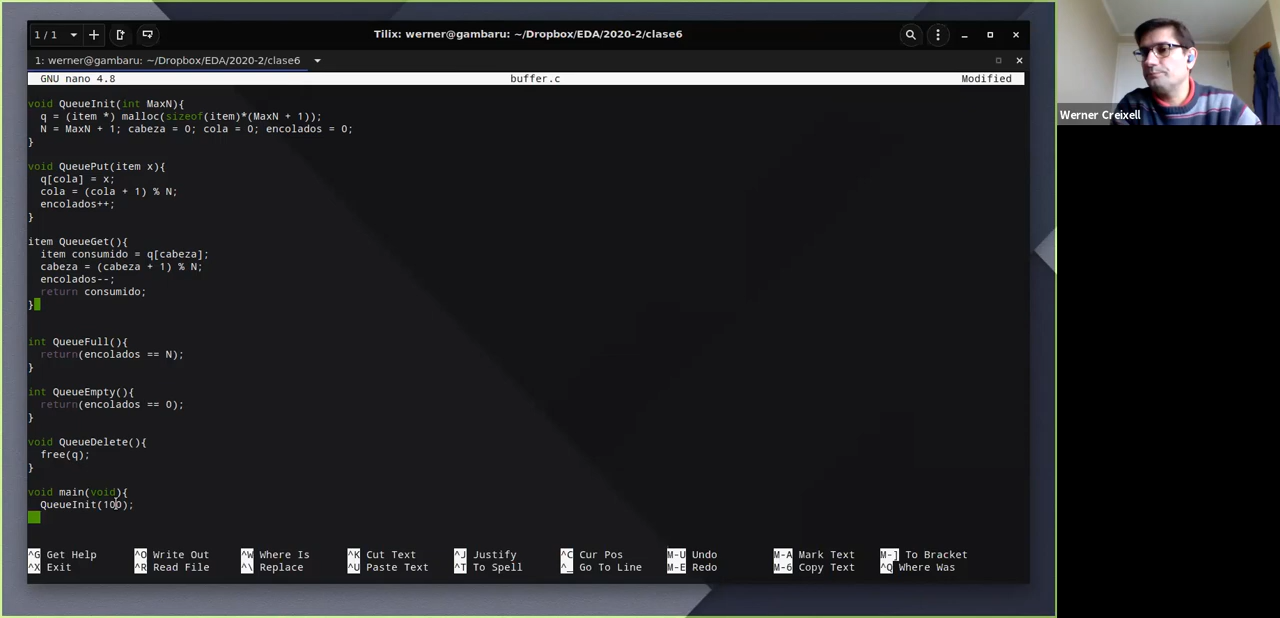 1 / 1
Tilix: werner@gambaru: ~/Dropbox/EDA/2020-2/clase6
1: werner@gambaru: ~/Dropbox/EDA/2020-2/clase6
GNU nano 4.8 buffer.c Modified
void QueueInit(int MaxN){
q = (item *) malloc(sizeof(item)*(MaxN + 1));
N = MaxN + 1; cabeza = 0; cola = 0; encolados = 0;
}
void QueuePut(item x){
q[cola] = x;
cola = (cola + 1) % N;
encolados++;
}
item QueueGet(){
item consumido = q[cabeza];
cabeza = (cabeza + 1) % N;
encolados--;
return consumido;
}
int QueueFull(){
return(encolados == N);
}
int QueueEmpty(){
return(encolados == 0);
}
void QueueDelete(){
free(q);
}
void main(void){
QueueInit(100);
^G Get Help ^O Write Out ^W Where Is ^K Cut Text ^J Justify ^C Cur Pos M-U Undo M-A Mark Text M-] To Bracket
^X Exit ^R Read File ^\ Replace ^U Paste Text ^T To Spell ^_ Go To Line M-E Redo M-6 Copy Text ^Q Where Was
Werner Creixell